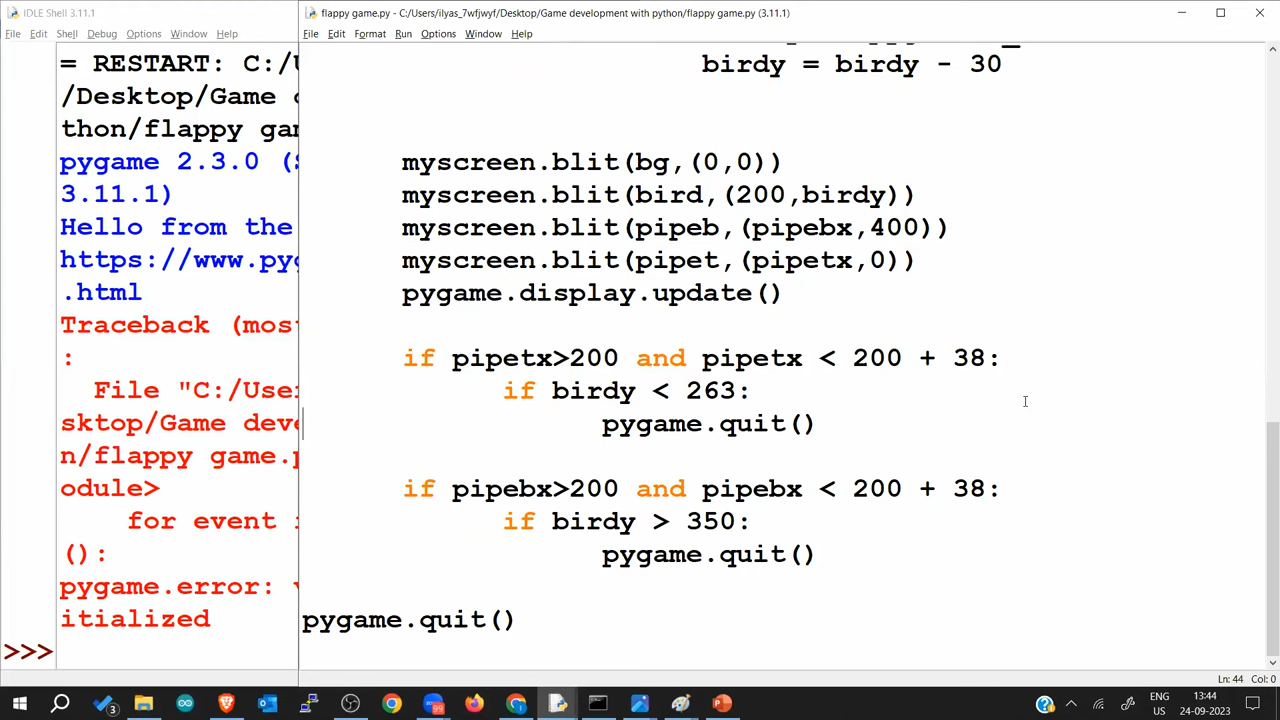 IDLE Shell 3.11.1
File Edit Shell Debug Options Window Help
= RESTART: C:/
/Desktop/Game
thon/flappy
pygame 2.3.0
3.11.1)
Hello from the
https://www.pyg
.html
Traceback (most
:
File "C:/User
sktop/Game deve
n/flappy game.p
odule>
for event
():
pygame.error:
itialized
>>>
flappy game.py - C:/Users/ilyas_7wfjwyf/Desktop/Game development with python/flappy game.py (3.11.1)
File Edit Format Run Options Window Help
birdy = birdy - 30
myscreen.blit(bg,(0,0))
myscreen.blit(bird,(200,birdy))
myscreen.blit(pipeb,(pipebx,400))
myscreen.blit(pipet,(pipetx,0))
pygame.display.update()
if pipetx>200 and pipetx < 200 + 38:
if birdy < 263:
pygame.quit()
if pipebx>200 and pipebx < 200 + 38:
if birdy > 350:
pygame.quit()
pygame.quit()
Ln: 44 Col: 0
3
99
ENG
US
13:44
24-09-2023